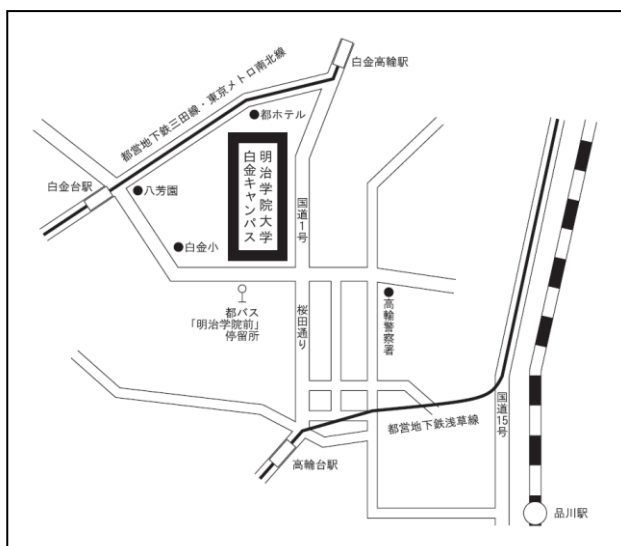 白金高輪駅
都営地下鉄三田線・東京メトロ南北線
都ホテル
明治学院大学
白金キャンパス
白金台駅
八芳園
国道1号
白金小
都バス
「明治学院前」
停留所
桜田通り
高輪警察署
都営地下鉄浅草線
国道15号
高輪台駅
品川駅